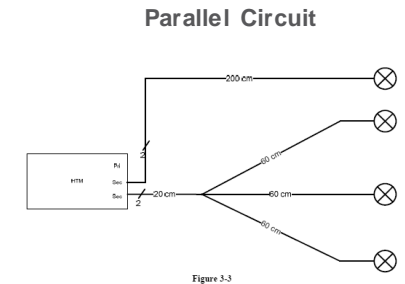 Parallel Circuit
200 cm
2
60 cm
Pri
HTM
Sec
Sec
2
20 cm
60 cm
60 cm
Figure 3-3